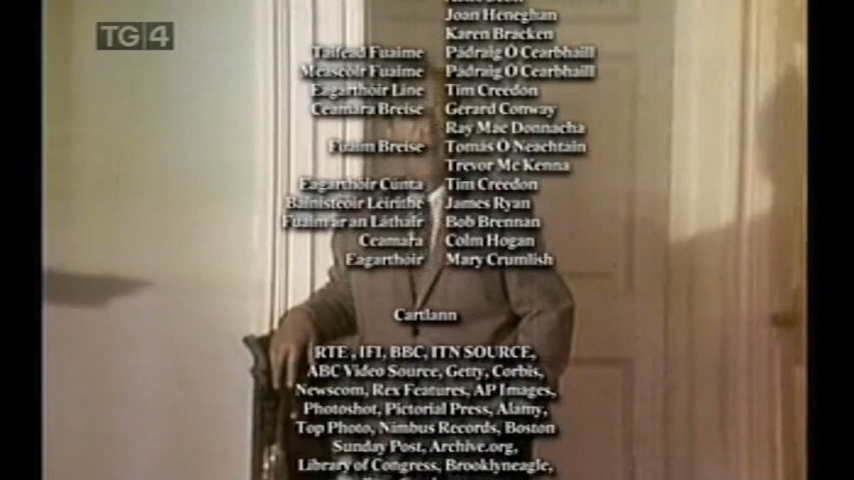 TG4
Joan Heneghan
Karen Bracken
Taifead Fuaime Pádraig O Cearbhaill
Meascóir Fuaime Pádraig O Cearbhaill
Eagarthóir Líne Tim Creedon
Ceamara Breise Gerard Conway
Ray Mac Donnacha
Fuaim Breise Tomás O Neachtain
Trevor Mc Kenna
Eagarthóir Cúnta Tim Creedon
Bainisteoir Léirithe James Ryan
Fuaim ar an Láthair Bob Brennan
Ceamara Colm Hogan
Eagarthóir Mary Crumlish
Cartlann
RTE , IFI, BBC, ITN SOURCE,
ABC Video Source, Getty, Corbis,
Newscom, Rex Features, AP Images,
Photoshot, Pictorial Press, Alamy,
Top Photo, Nimbus Records, Boston
Sunday Post, Archive.org,
Library of Congress, Brooklyneagle,